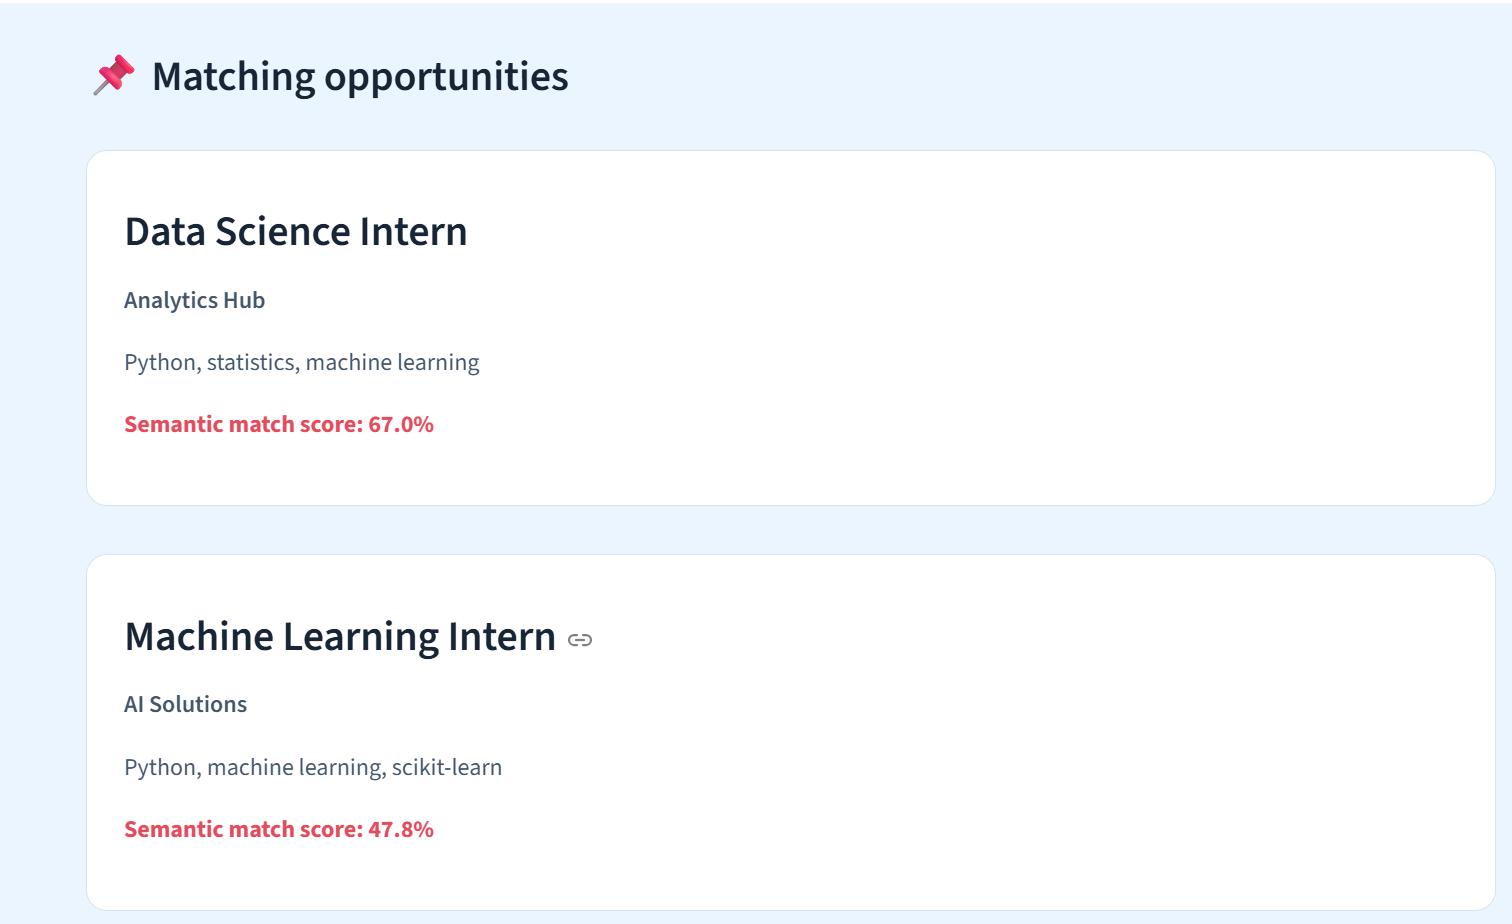 Matching opportunities
Data Science Intern
Analytics Hub
Python, statistics, machine learning
Semantic match score: 67.0%
Machine Learning Intern
AI Solutions
Python, machine learning, scikit-learn
Semantic match score: 47.8%